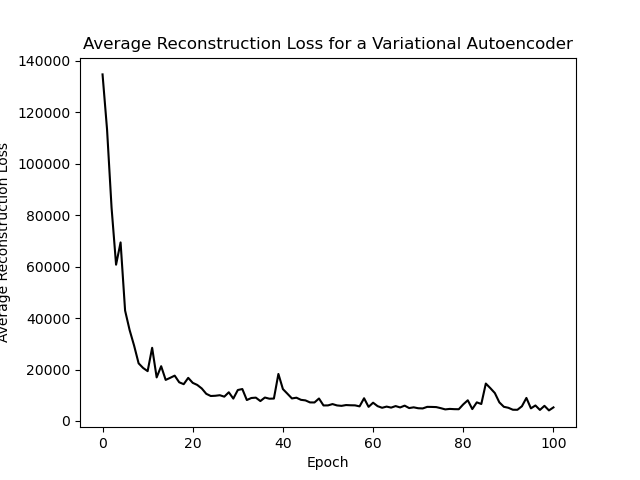 Average Reconstruction Loss for a Variational Autoencoder
Average Reconstruction Loss
140000
120000
100000
80000
60000
40000
20000
0
0 20 40 60 80 100
Epoch